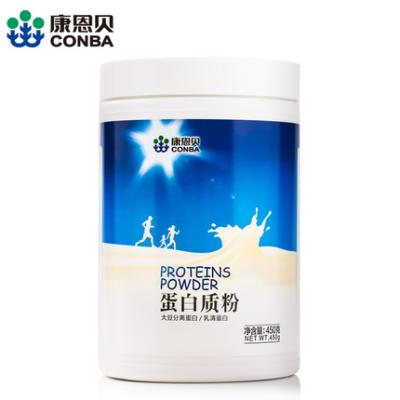 康恩贝
CONBA
康恩贝
CONBA
PROTEINS
POWDER
蛋白质粉
大豆分离蛋白/乳清蛋白
净含量:450克
NET WT.450g